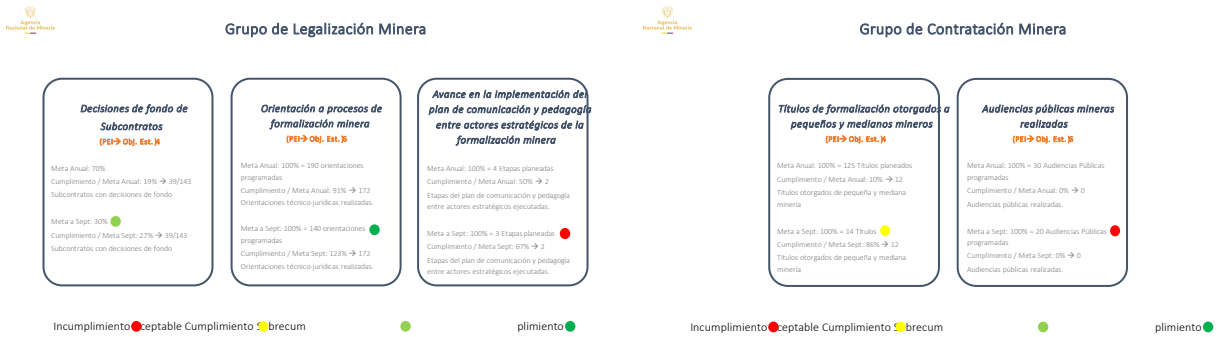 Agencia
Nacional de Minería
Grupo de Legalización Minera
Decisiones de fondo de
Subcontratos
(PEI→ Obj. Est. )4
Meta Anual: 70%
Cumplimiento / Meta Anual: 19% → 39/143
Subcontratos con decisiones de fondo
Meta a Sept: 30%
Cumplimiento / Meta Sept: 27% → 39/143
Subcontratos con decisiones de fondo
Orientación a procesos de
formalización minera
(PEI→ Obj. Est. )5
Meta Anual: 100% = 190 orientaciones
programadas
Cumplimiento / Meta Anual: 91% → 172
Orientaciones técnico-jurídicas realizadas.
Meta a Sept: 100% = 140 orientaciones
programadas
Cumplimiento / Meta Sept: 123% → 172
Orientaciones técnico-jurídicas realizadas.
Avance en la implementación del
plan de comunicación y pedagogía
entre actores estratégicos de la
formalización minera
Meta Anual: 100% = 4 Etapas planeadas
Cumplimiento / Meta Anual: 50% → 2
Etapas del plan de comunicación y pedagogía
entre actores estratégicos ejecutadas.
Meta a Sept: 100% = 3 Etapas planeadas
Cumplimiento / Meta Sept: 67% → 2
Etapas del plan de comunicación y pedagogía
entre actores estratégicos ejecutadas.
Incumplimiento ceptable Cumplimiento S brecum plimiento
Agencia
Nacional de Minería
Grupo de Contratación Minera
Títulos de formalización otorgados a
pequeños y medianos mineros
(PEI→ Obj. Est. )4
Meta Anual: 100% = 125 Títulos planeados
Cumplimiento / Meta Anual: 10% → 12
Títulos otorgados de pequeña y mediana
minería
Meta a Sept: 100% = 14 Títulos
Cumplimiento / Meta Sept: 86% → 12
Títulos otorgados de pequeña y mediana
minería
Audiencias públicas mineras
realizadas
(PEI→ Obj. Est. )6
Meta Anual: 100% = 30 Audiencias Públicas
programadas
Cumplimiento / Meta Anual: 0% → 0
Audiencias públicas realizadas.
Meta a Sept: 100% = 20 Audiencias Públicas
programadas
Cumplimiento / Meta Sept: 0% → 0
Audiencias públicas realizadas.
Incumplimiento ceptable Cumplimiento S brecum plimiento